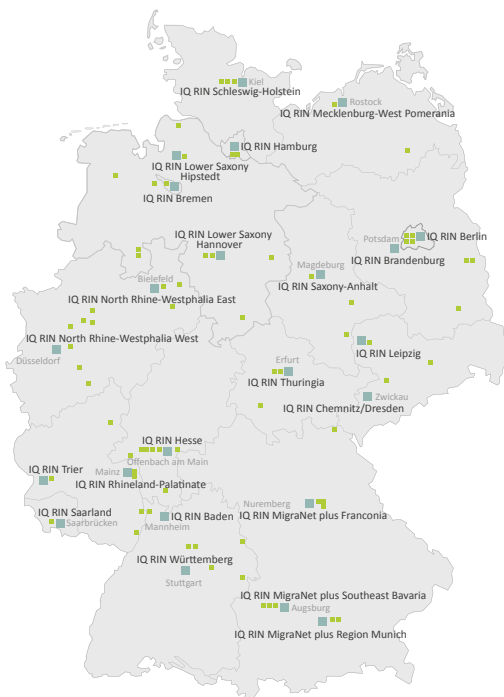 Kiel
IQ RIN Schleswig-Holstein
Rostock
IQ RIN Mecklenburg-West Pomerania
IQ RIN Hamburg
IQ RIN Lower Saxony
Hipstedt
IQ RIN Bremen
IQ RIN Lower Saxony
Hannover
Potsdam
IQ RIN Berlin
IQ RIN Brandenburg
Magdeburg
IQ RIN Saxony-Anhalt
Bielefeld
IQ RIN North Rhine-Westphalia East
IQ RIN North Rhine-Westphalia West
Düsseldorf
IQ RIN Leipzig
Erfurt
IQ RIN Thuringia
Zwickau
IQ RIN Chemnitz/Dresden
IQ RIN Hesse
Offenbach am Main
IQ RIN Trier
Mainz
IQ RIN Rhineland-Palatinate
IQ RIN Saarland
Saarbrücken
IQ RIN Baden
Mannheim
Nuremberg
IQ RIN MigraNet plus Franconia
IQ RIN Württemberg
Stuttgart
IQ RIN MigraNet plus Southeast Bavaria
Augsburg
IQ RIN MigraNet plus Region Munich